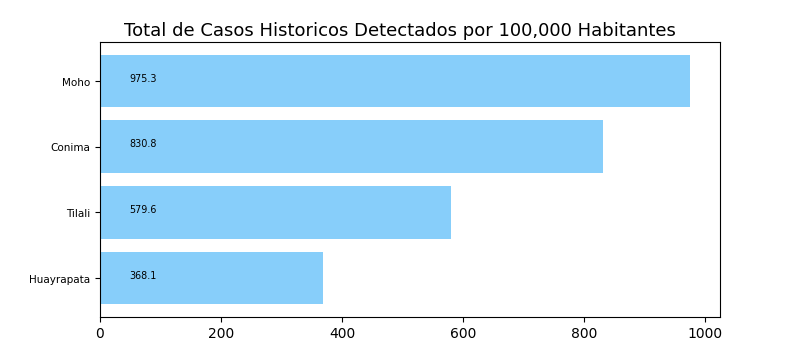 Total de Casos Historicos Detectados por 100,000 Habitantes
Moho
975.3
Conima
830.8
Tilali
579.6
Huayrapata
368.1
0 200 400 600 800 1000